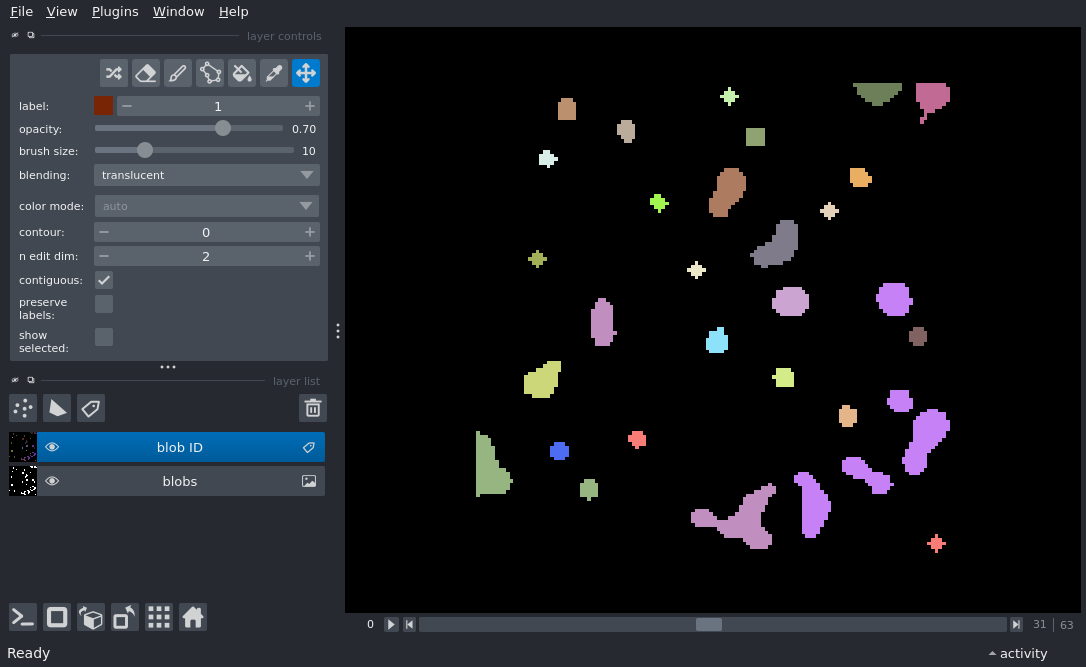 File View Plugins Window Help
layer controls
label: 1
opacity: 0.70
brush size: 10
blending: translucent
color mode: auto
contour: 0
n edit dim: 2
contiguous:
preserve
labels:
show
selected:
layer list
blob ID
blobs
0 31 63
Ready activity